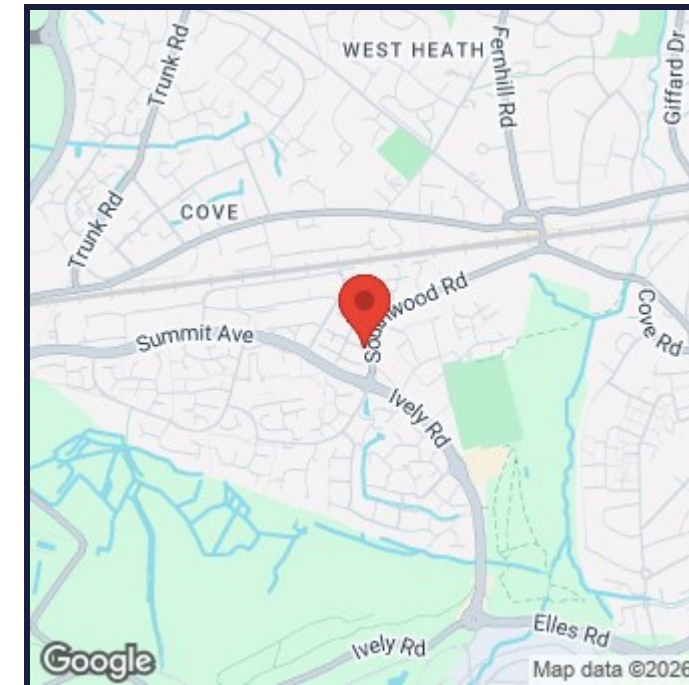 WEST HEATH
Trunk Rd
Fernhill Rd
Giffard Dr
COVE
Trunk Rd
Southwood Rd
Cove Rd
Summit Ave
Ively Rd
Elles Rd
Ively Rd
Google
Map data ©2026